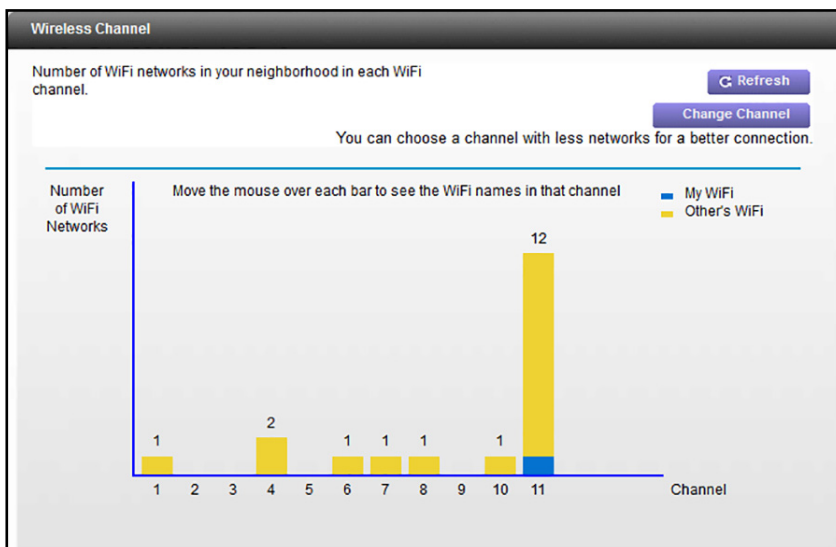 Wireless Channel
Number of WiFi networks in your neighborhood in each WiFi
channel.
Refresh
Change Channel
You can choose a channel with less networks for a better connection.
Number
of WiFi
Networks
Move the mouse over each bar to see the WiFi names in that channel
My WiFi
Other's WiFi
12
2
1
1
1
1
1
1 2 3 4 5 6 7 8 9 10 11
Channel